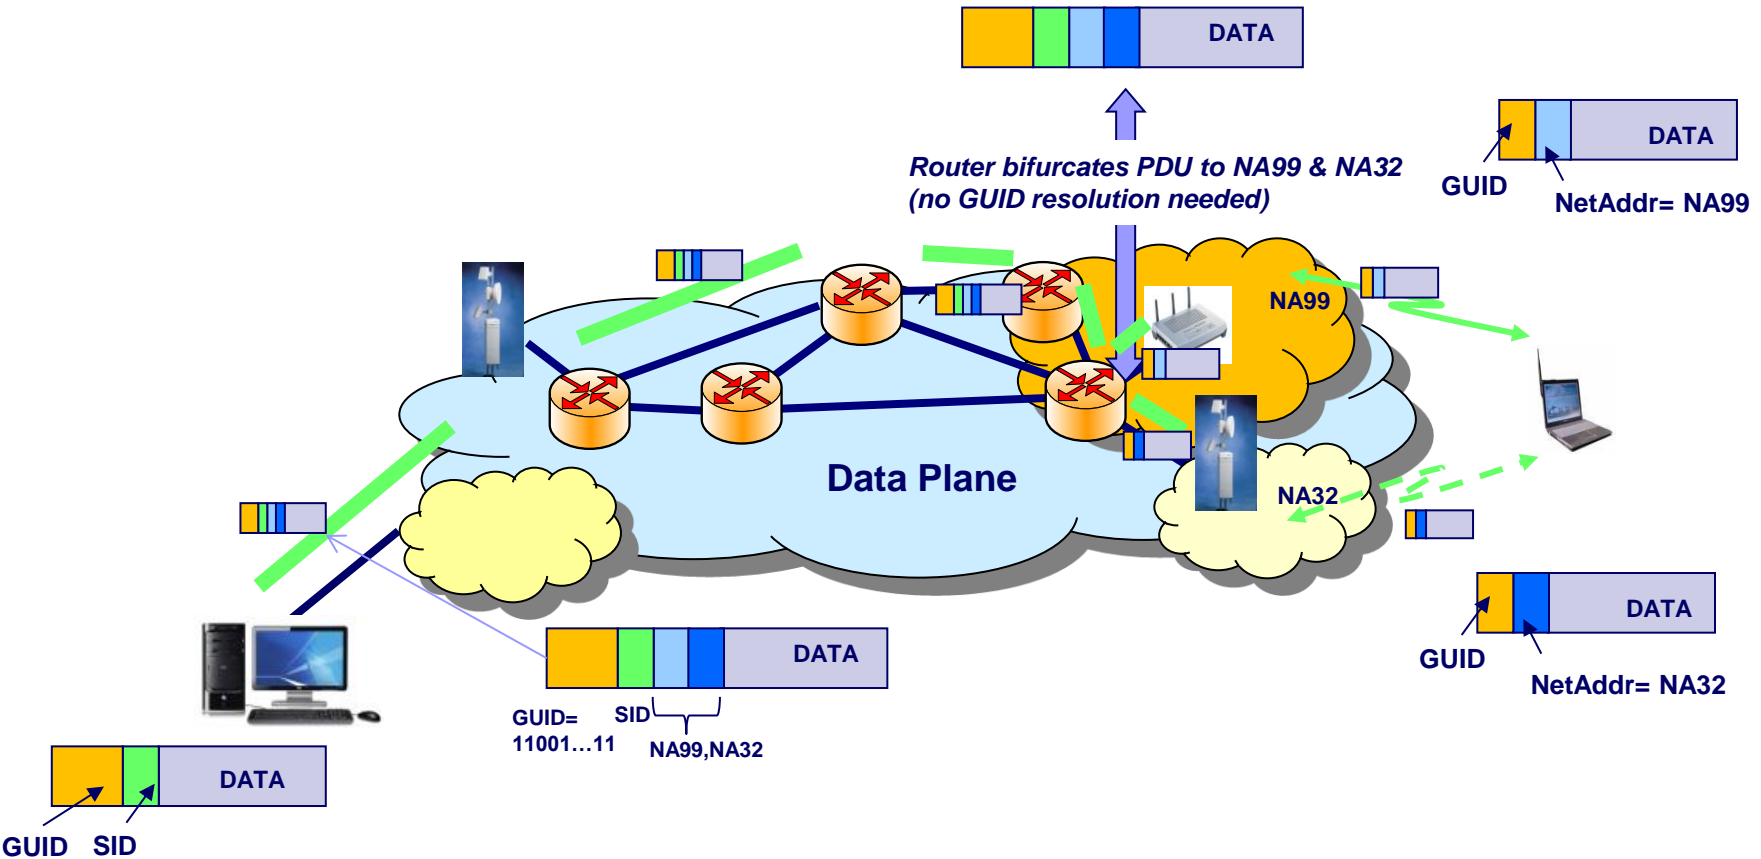 DATA
DATA
Router bifurcates PDU to NA99 & NA32
(no GUID resolution needed)
GUID
NetAddr= NA99
NA99
Data Plane
NA32
DATA
GUID
NetAddr= NA32
DATA
GUID=
11001…11
SID
NA99,NA32
DATA
GUID
SID